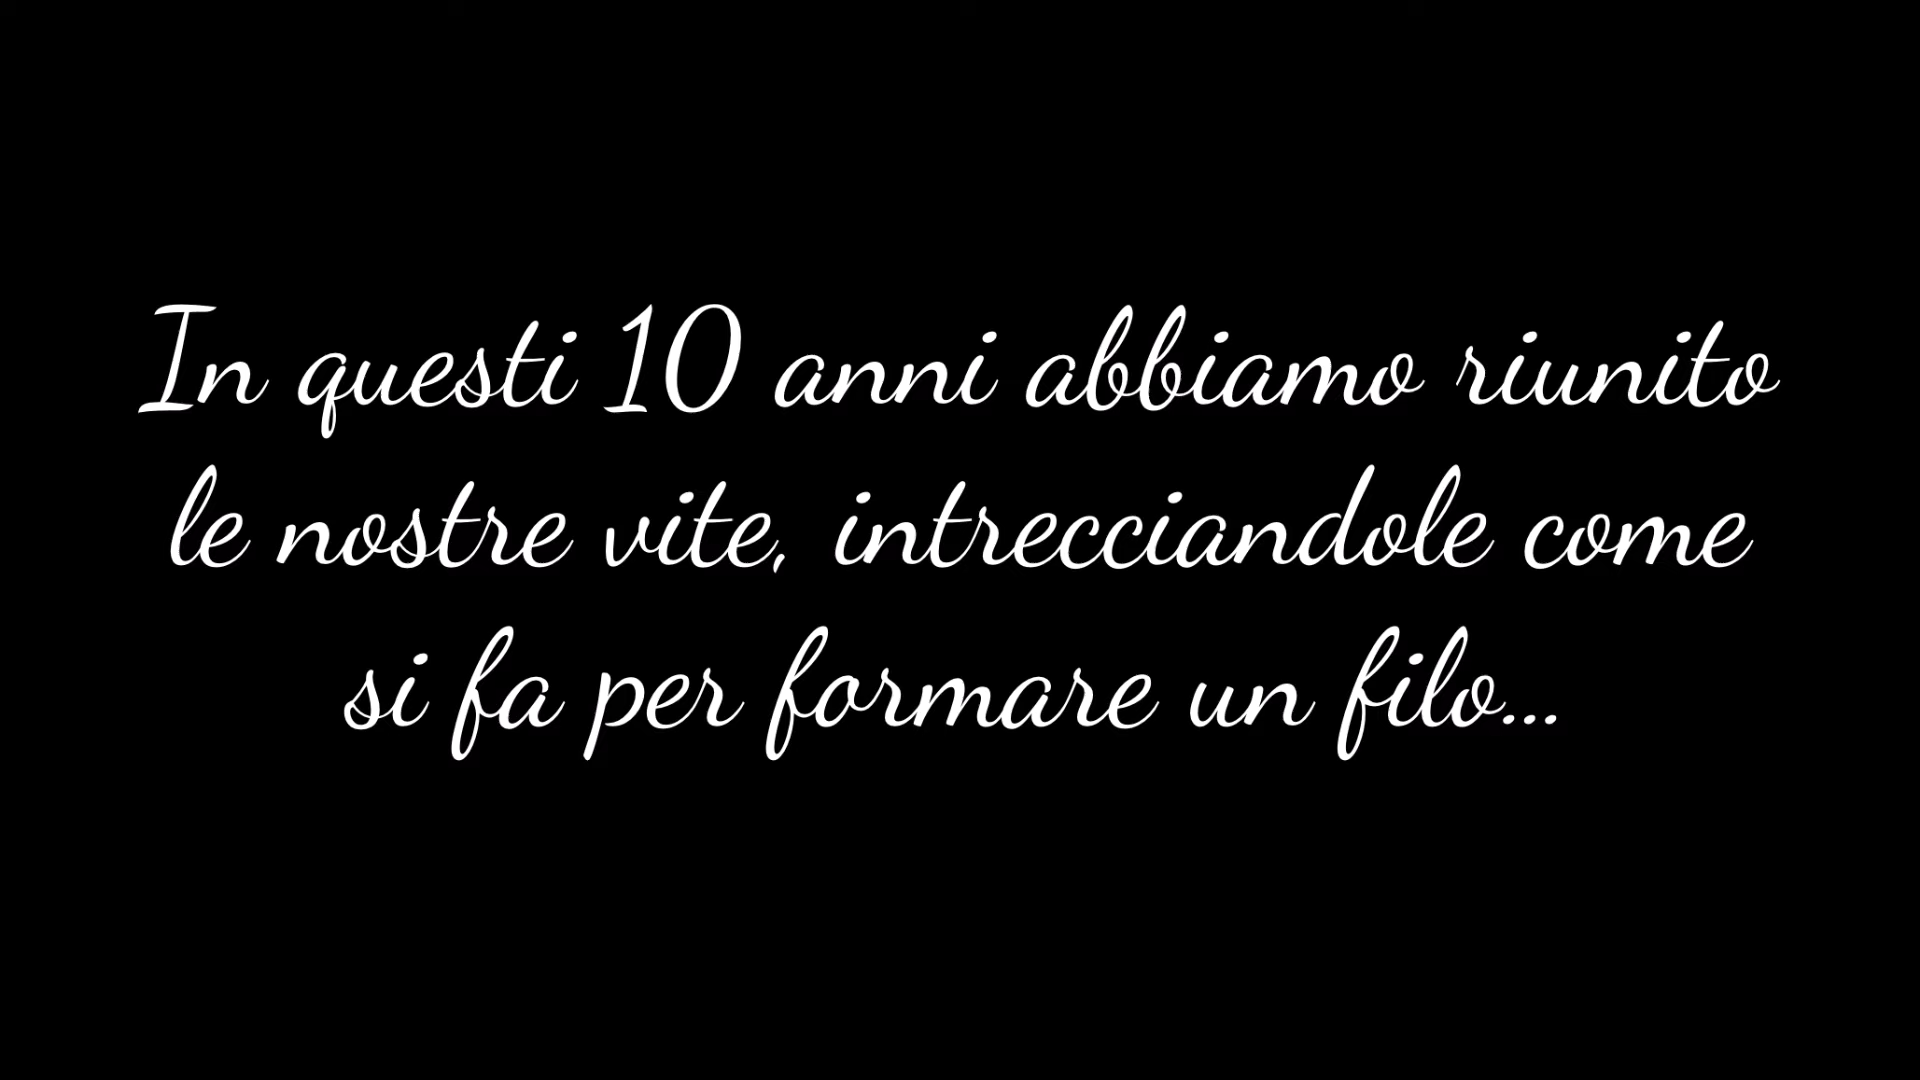 In questi 10 anni abbiamo riunito
le nostre vite, intrecciandole come
si fa per formare un filo...